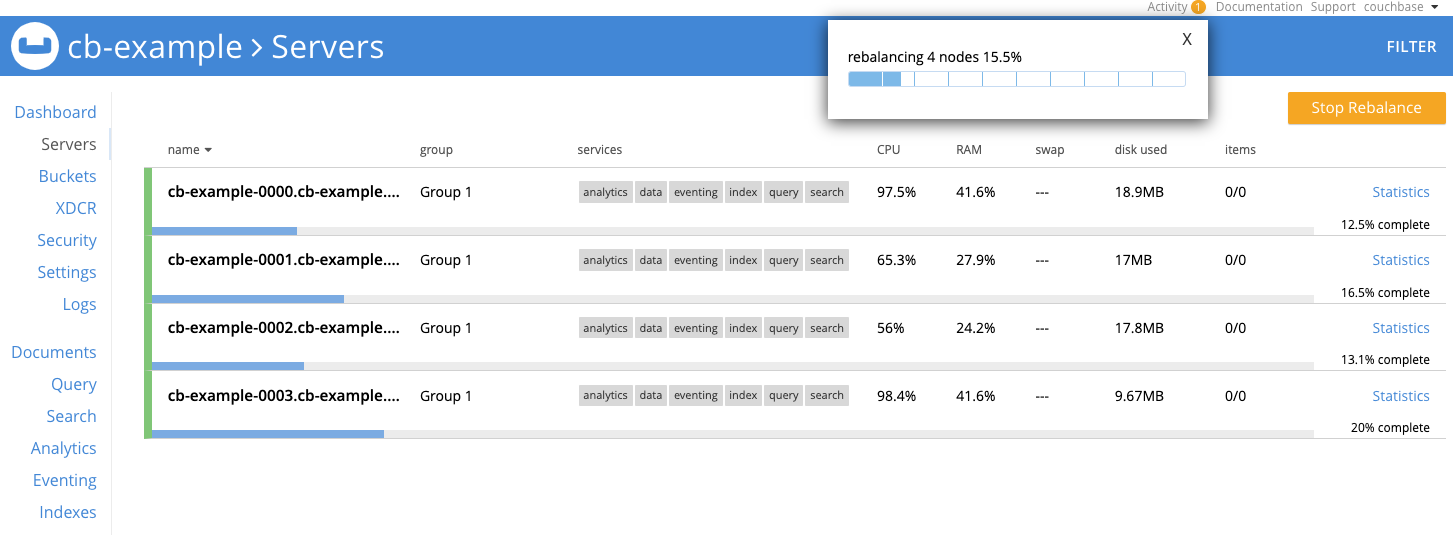 Activity 1 Documentation Support couchbase
cb-example > Servers
FILTER
X
rebalancing 4 nodes 15.5%
Stop Rebalance
Dashboard
Servers
Buckets
XDCR
Security
Settings
Logs
Documents
Query
Search
Analytics
Eventing
Indexes
name group services CPU RAM swap disk used items
cb-example-0000.cb-example.... Group 1 analytics data eventing index query search 97.5% 41.6% --- 18.9MB 0/0 Statistics
12.5% complete
cb-example-0001.cb-example.... Group 1 analytics data eventing index query search 65.3% 27.9% --- 17MB 0/0 Statistics
16.5% complete
cb-example-0002.cb-example.... Group 1 analytics data eventing index query search 56% 24.2% --- 17.8MB 0/0 Statistics
13.1% complete
cb-example-0003.cb-example.... Group 1 analytics data eventing index query search 98.4% 41.6% --- 9.67MB 0/0 Statistics
20% complete